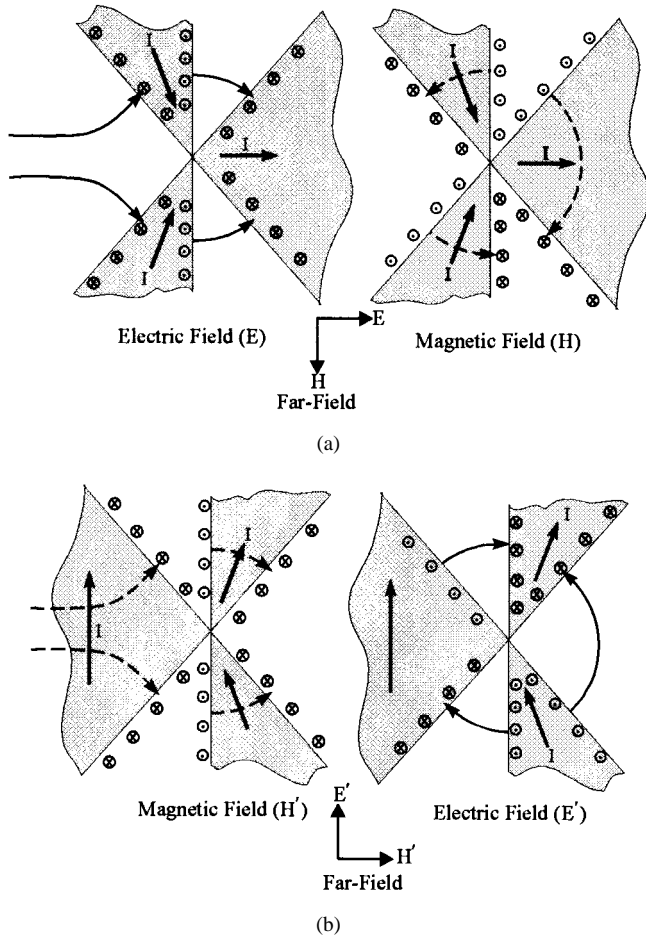 I
I
I
I
I
I
Electric Field (E)
Magnetic Field (H)
E
H
Far-Field
(a)
I
I
I
I
I
Magnetic Field (H′)
E′
Electric Field (E′)
H′
Far-Field
(b)